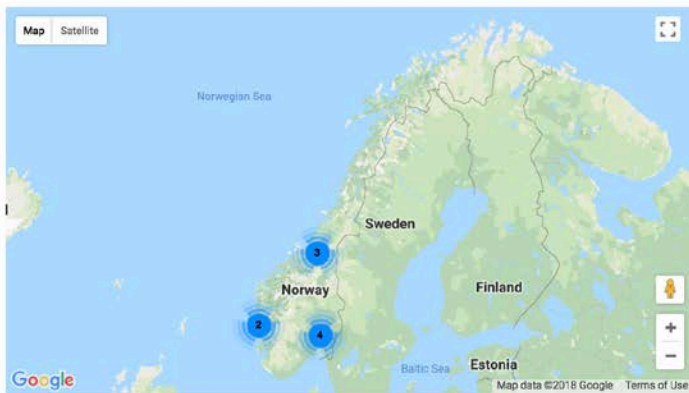 Map Satellite
Norwegian Sea
Sweden
3
Norway
Finland
2
4
Baltic Sea
Estonia
Google
Map data ©2018 Google Terms of Use